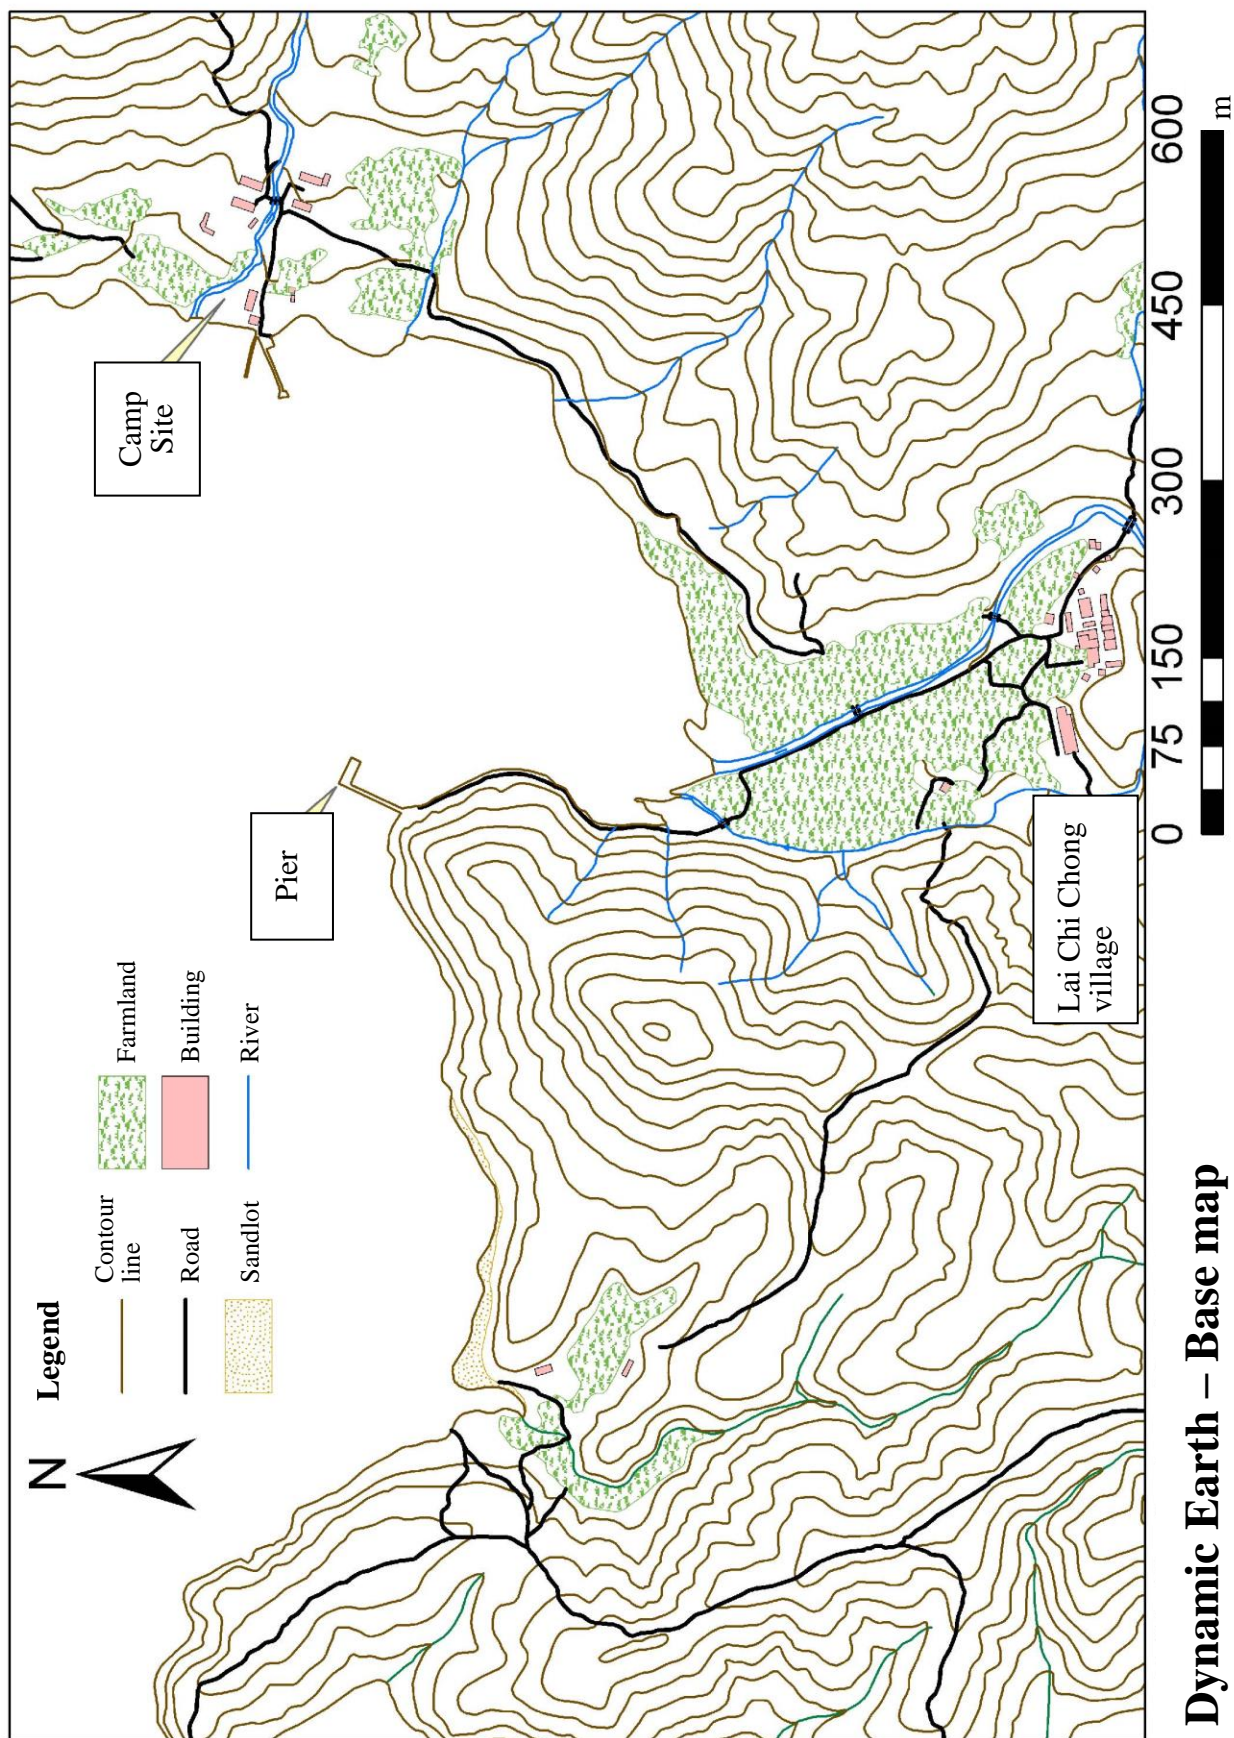 Legend
Contour
line
Farmland
Road
Building
Sandlot
River
N
Camp
Site
Pier
Lai Chi Chong
village
0 75 150 300 450 600
m
Dynamic Earth – Base map